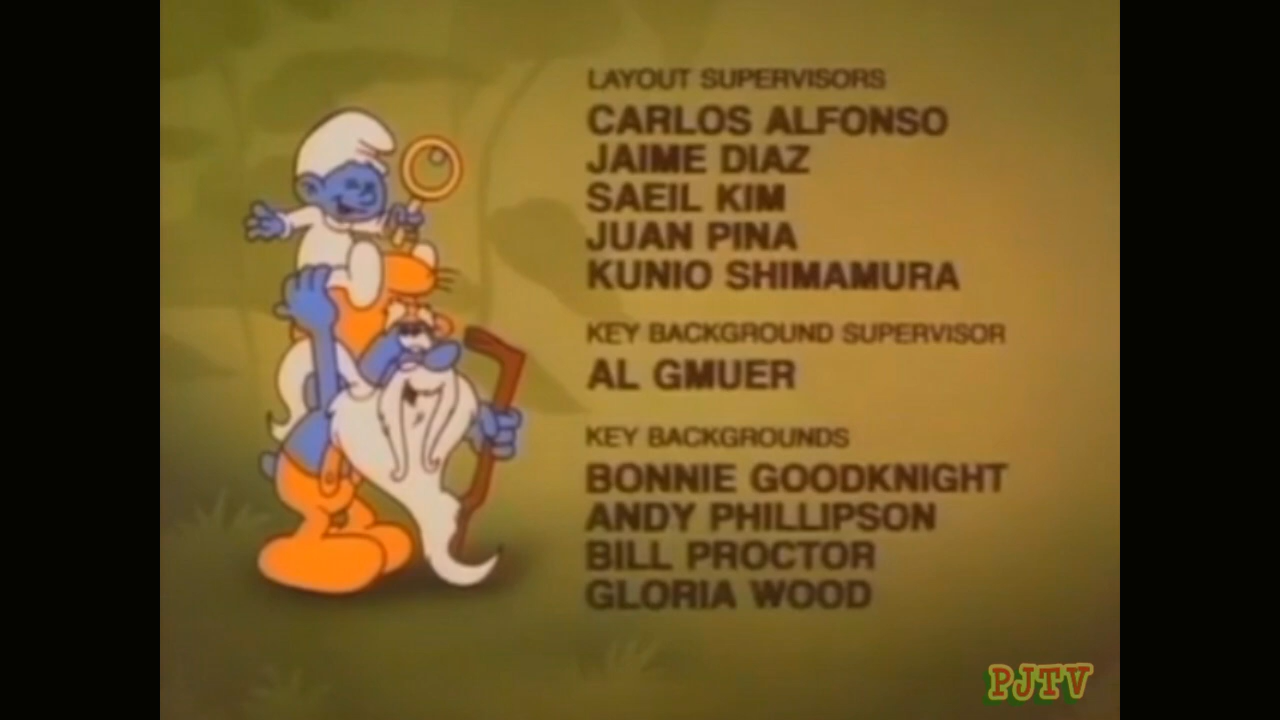 LAYOUT SUPERVISORS
CARLOS ALFONSO
JAIME DIAZ
SAEIL KIM
JUAN PINA
KUNIO SHIMAMURA
KEY BACKGROUND SUPERVISOR
AL GMUER
KEY BACKGROUNDS
BONNIE GOODKNIGHT
ANDY PHILLIPSON
BILL PROCTOR
GLORIA WOOD
PJTV